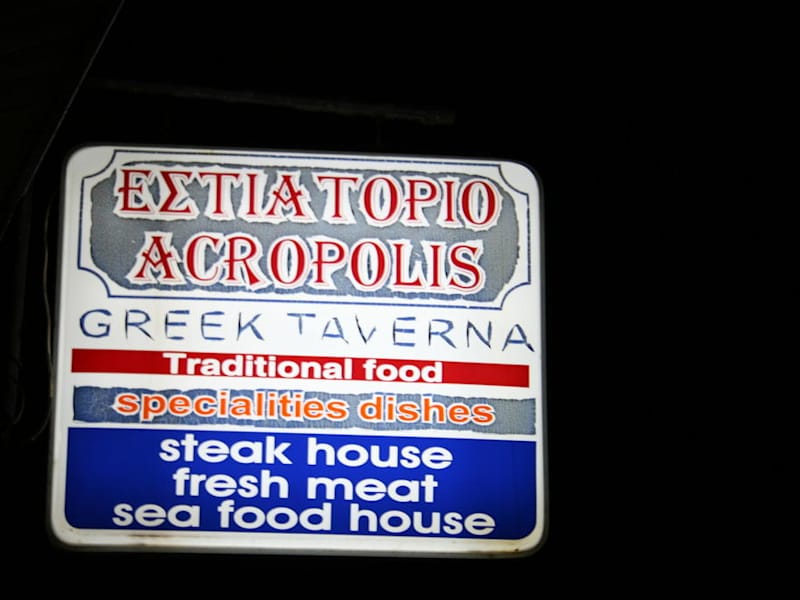 ΕΣΤΙΑΤΟΡΙΟ
ACROPOLIS
GREEK TAVERNA
Traditional food
specialities dishes
steak house
fresh meat
sea food house